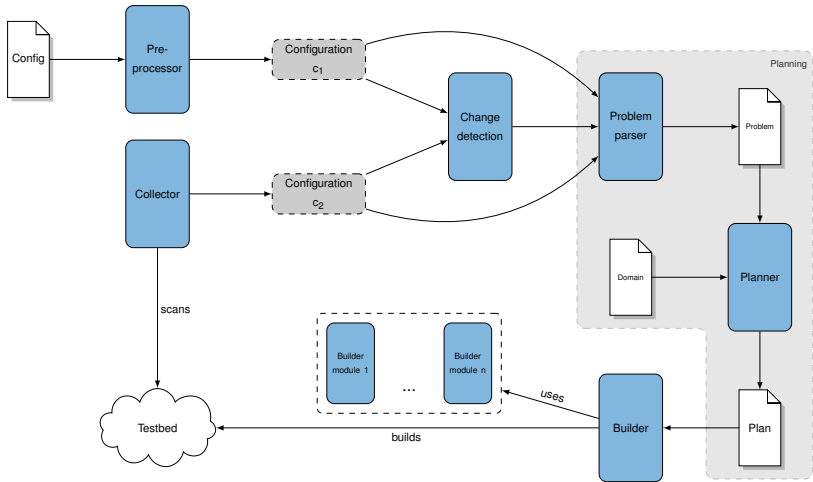 Config
Pre-
processor
Configuration
c1
Planning
Change
detection
Problem
parser
Problem
Collector
Configuration
c2
Domain
Planner
scans
Builder
module 1
...
Builder
module n
uses
Testbed
builds
Builder
Plan